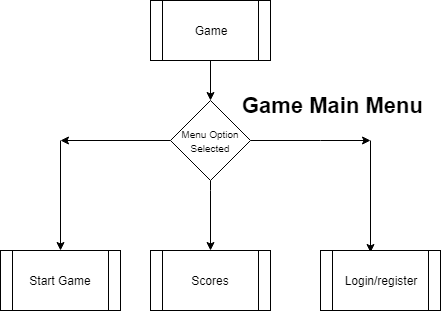 Game
Game Main Menu
Menu Option
Selected
Start Game
Scores
Login/register